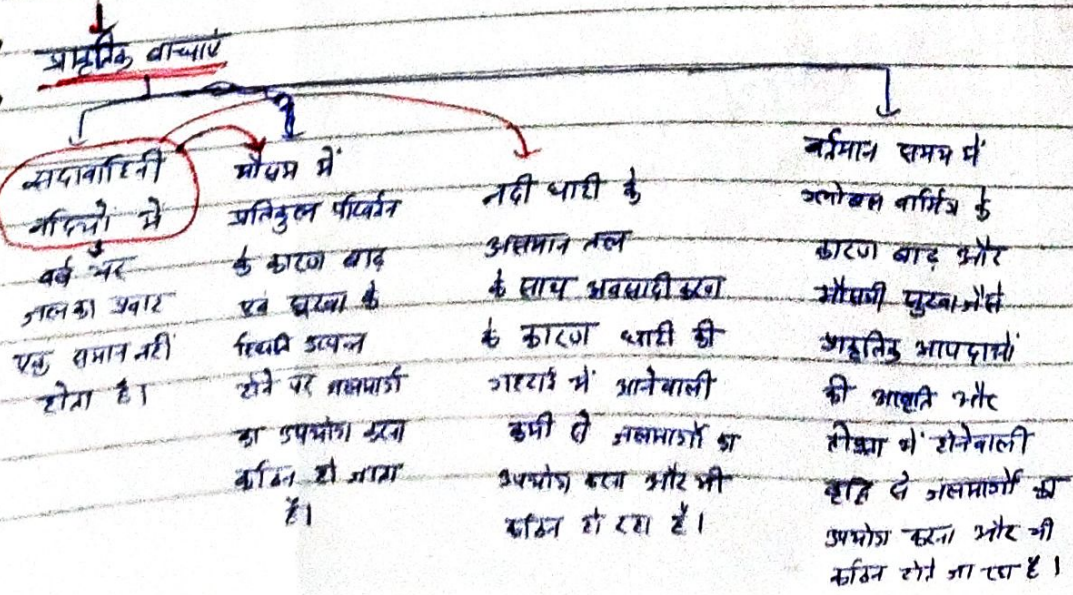 प्राकृतिक बाधाएं
सदावाहिनी
नदियों में
वर्ष भर
जल का प्रवाह
एक समान नहीं
होता है।
मौसम में
प्रतिकूल परिवर्तन
के कारण बाढ़
एवं सूखा के
स्थिति उत्पन्न
होने पर जलमार्ग
का उपयोग करना
कठिन हो जाता
है।
नदी घाटी के
असमान तल
के साथ अवसादीकरण
के कारण घाटी की
गहराई में आनेवाली
कमी से जलमार्गों का
उपयोग करना और भी
कठिन हो रहा है।
वर्तमान समय में
ग्लोबल वार्मिंग के
कारण बाढ़ और
मौसमी सूखा जैसे
प्राकृतिक आपदाओं
की आवृति और
तीव्रता में होनेवाली
वृद्धि से जलमार्गों का
उपयोग करना और भी
कठिन होते जा रहा है।